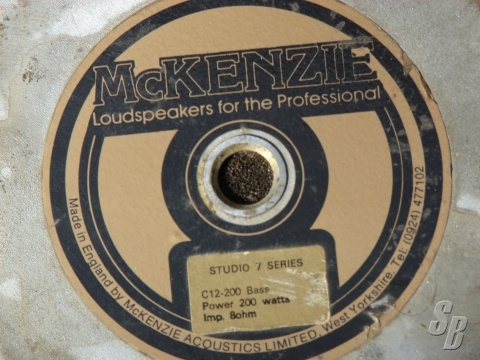 McKENZIE
Loudspeakers for the Professional
STUDIO 7 SERIES
C12-200 Bass
Power 200 watts
Imp. 8ohm
Made in England by McKENZIE ACOUSTICS LIMITED, West Yorkshire, Tel: (0924) 477102
SB